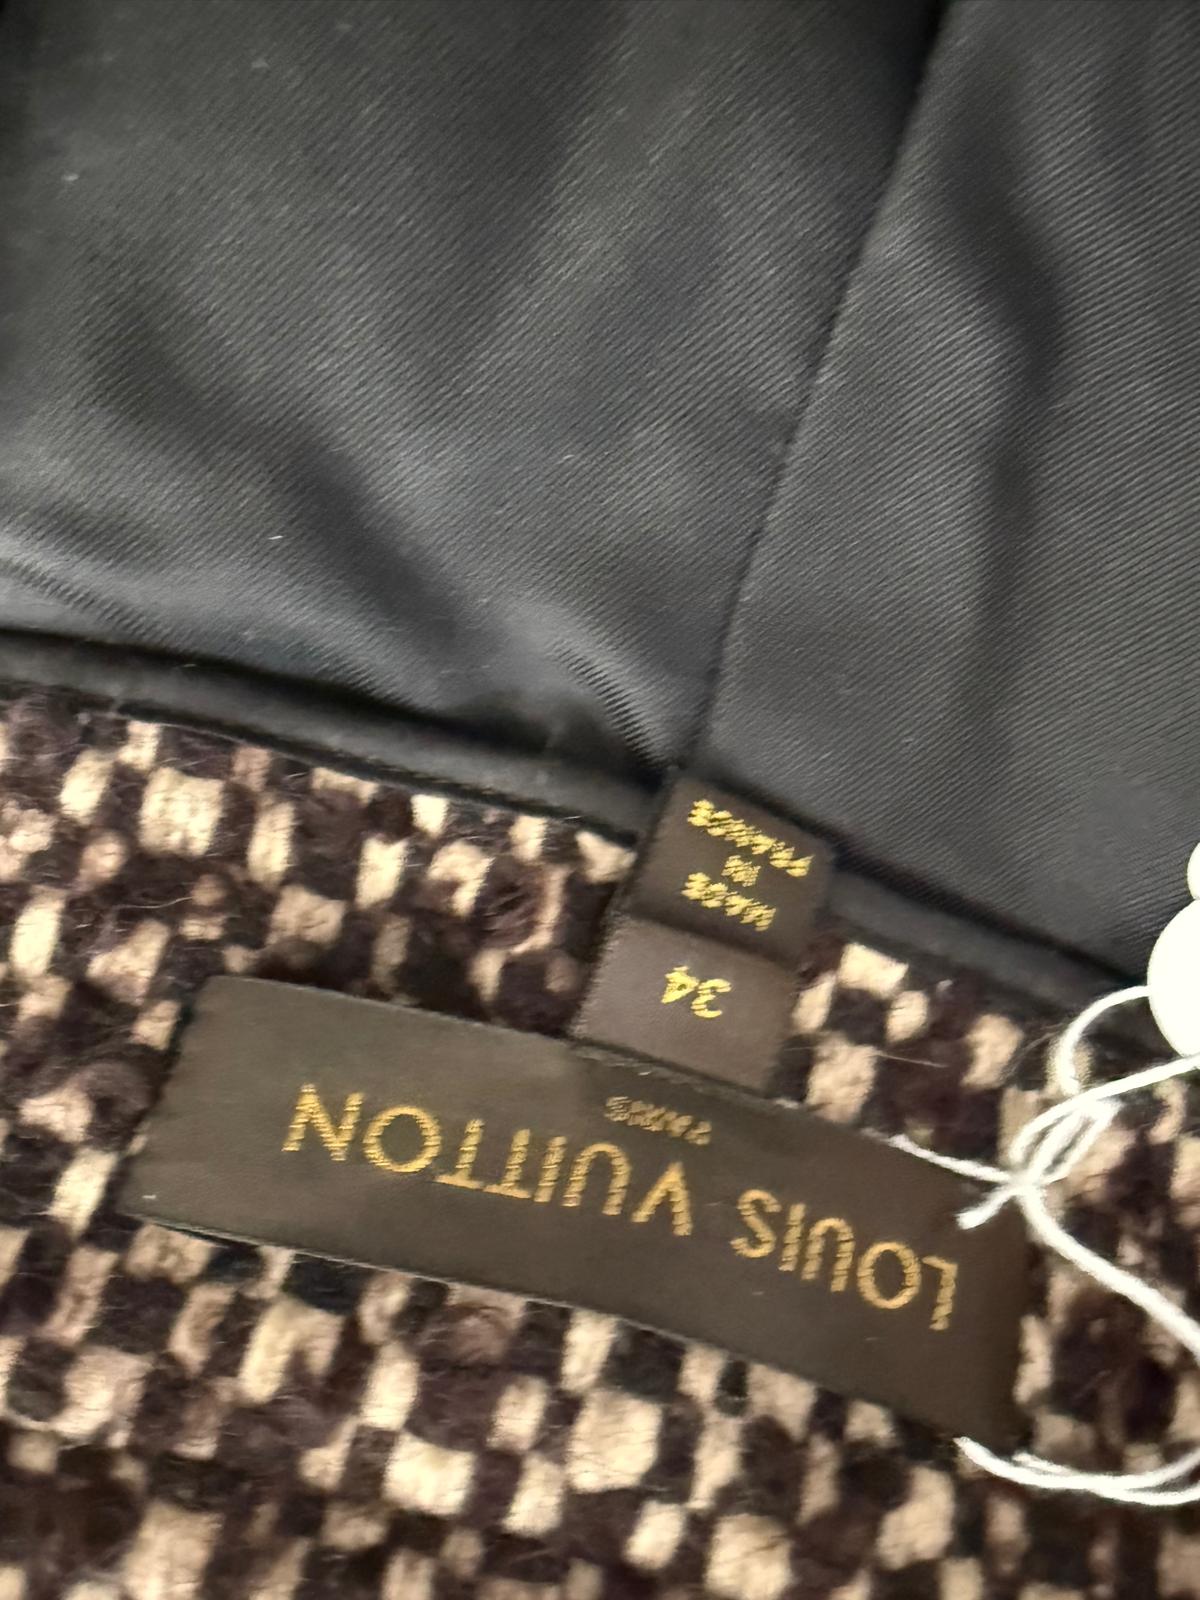 LOUIS VUITTON
PARIS
34
MADE
IN
FRANCE